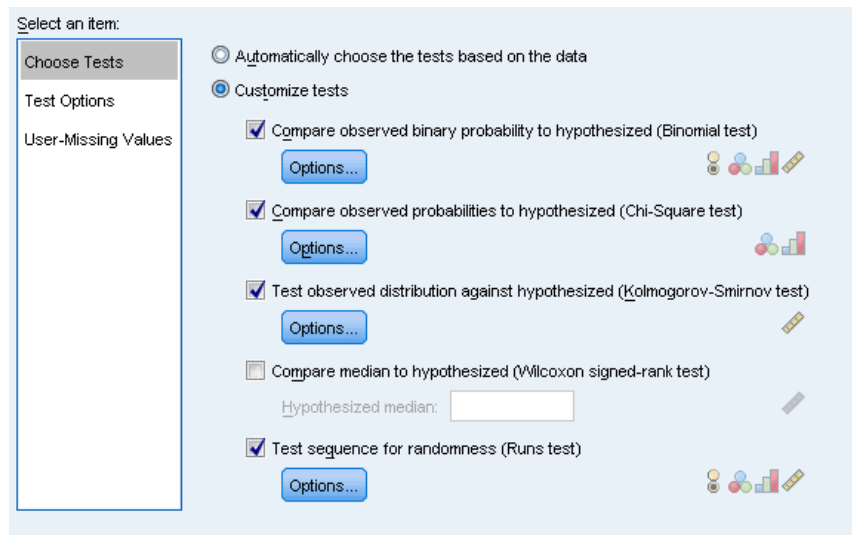 Select an item:
Choose Tests
Test Options
User-Missing Values
Automatically choose the tests based on the data
Customize tests
Compare observed binary probability to hypothesized (Binomial test)
Options...
Compare observed probabilities to hypothesized (Chi-Square test)
Options...
Test observed distribution against hypothesized (Kolmogorov-Smirnov test)
Options...
Compare median to hypothesized (Wilcoxon signed-rank test)
Hypothesized median:
Test sequence for randomness (Runs test)
Options...